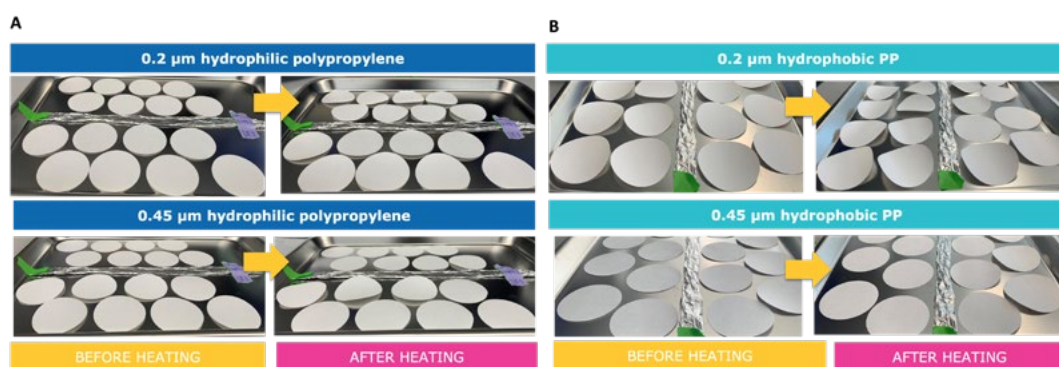 A
0.2 µm hydrophilic polypropylene
0.45 µm hydrophilic polypropylene
BEFORE HEATING
AFTER HEATING
B
0.2 µm hydrophobic PP
0.45 µm hydrophobic PP
BEFORE HEATING
AFTER HEATING